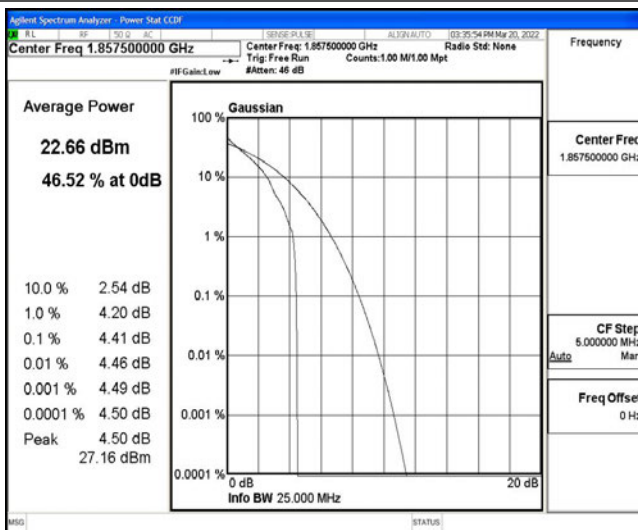 Agilent Spectrum Analyzer - Power Stat CCDF
RL RF 50 Ω AC SENSE:PULSE ALIGN AUTO 03:35:54 PM Mar 20, 2022
Center Freq 1.857500000 GHz
Center Freq: 1.857500000 GHz Radio Std: None
Trig: Free Run Counts:1.00 M/1.00 Mpt
#IFGain:Low #Atten: 46 dB
Frequency
Average Power
22.66 dBm
46.52 % at 0dB
10.0 % 2.54 dB
1.0 % 4.20 dB
0.1 % 4.41 dB
0.01 % 4.46 dB
0.001 % 4.49 dB
0.0001 % 4.50 dB
Peak 4.50 dB
27.16 dBm
Gaussian
100 %
10 %
1 %
0.1 %
0.01 %
0.001 %
0.0001 %
0 dB 20 dB
Info BW 25.000 MHz
Center Freq
1.857500000 GHz
CF Step
5.000000 MHz
Auto Man
Freq Offset
0 Hz
MSG STATUS